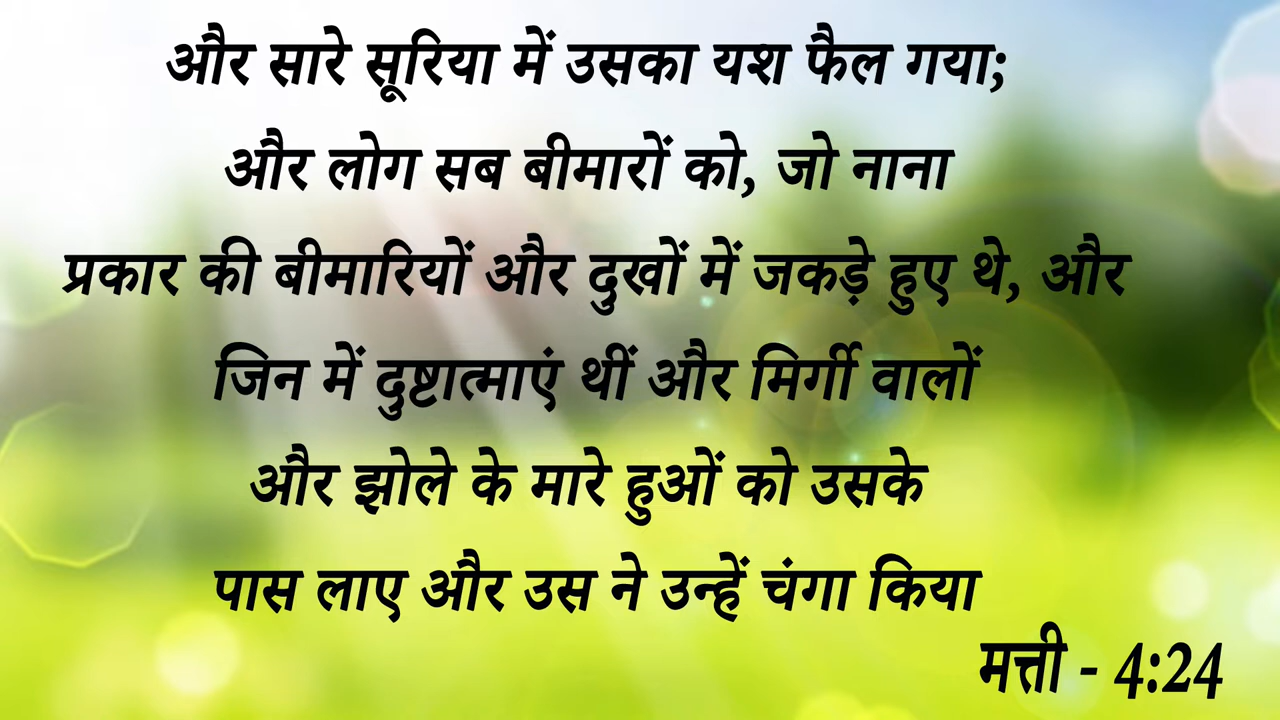 और सारे सूरिया में उसका यश फैल गया;
और लोग सब बीमारों को, जो नाना
प्रकार की बीमारियों और दुखों में जकड़े हुए थे, और
जिन में दुष्टात्माएं थीं और मिर्गी वालों
और झोले के मारे हुओं को उसके
पास लाए और उस ने उन्हें चंगा किया
मत्ती - 4:24